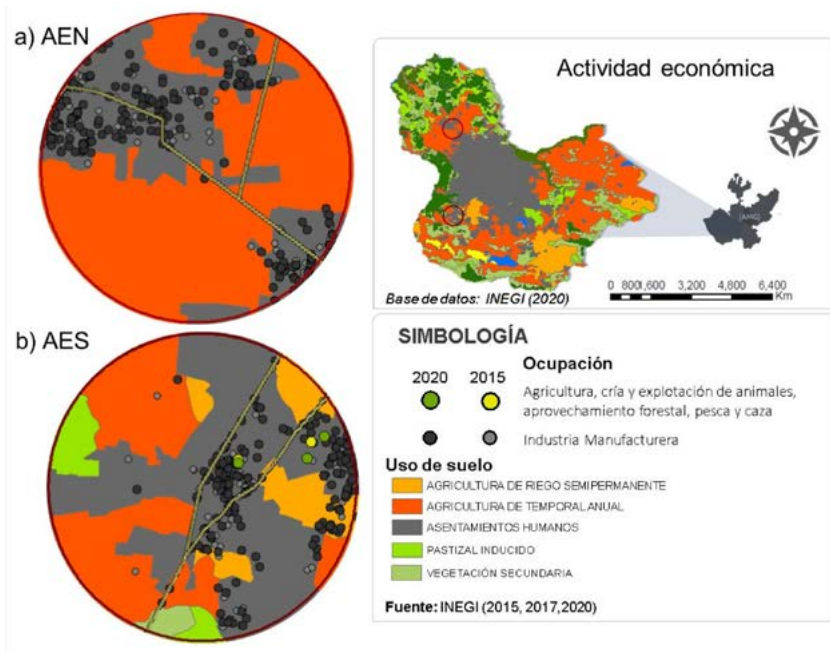 a) AEN
Actividad económica
(AMG)
Base de datos: INEGI (2020)
0 800 1,600 3,200 4,800 6,400
Km
b) AES
SIMBOLOGÍA
Ocupación
2020 2015
Agricultura, cría y explotación de animales,
aprovechamiento forestal, pesca y caza
Industria Manufacturera
Uso de suelo
AGRICULTURA DE RIEGO SEMIPERMANENTE
AGRICULTURA DE TEMPORAL ANUAL
ASENTAMIENTOS HUMANOS
PASTIZAL INDUCIDO
VEGETACIÓN SECUNDARIA
Fuente: INEGI (2015, 2017,2020)